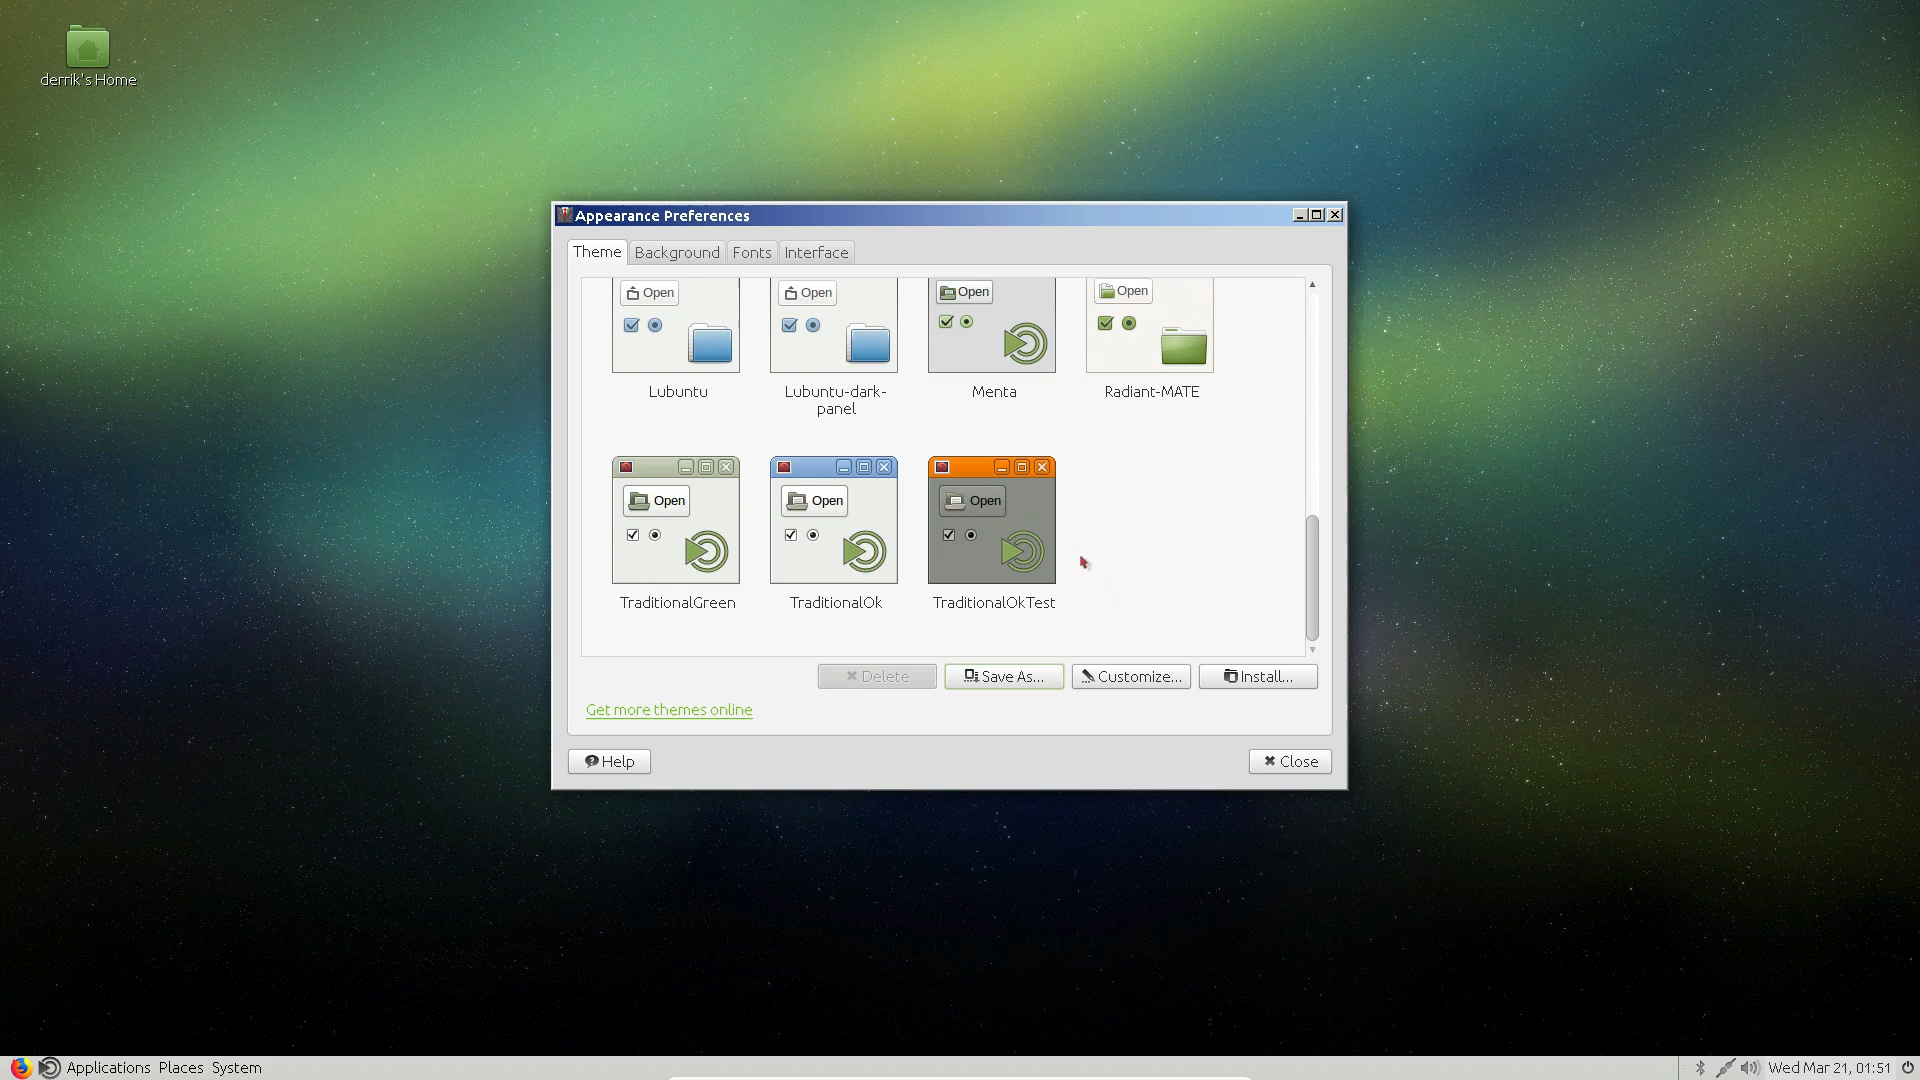 derrik's Home
Appearance Preferences
Theme Background Fonts Interface
Open Open Open Open
Lubuntu Lubuntu-dark-panel Menta Radiant-MATE
Open Open Open
TraditionalGreen TraditionalOk TraditionalOkTest
Delete Save As... Customize... Install...
Get more themes online
Help Close
Applications Places System Wed Mar 21, 01:51